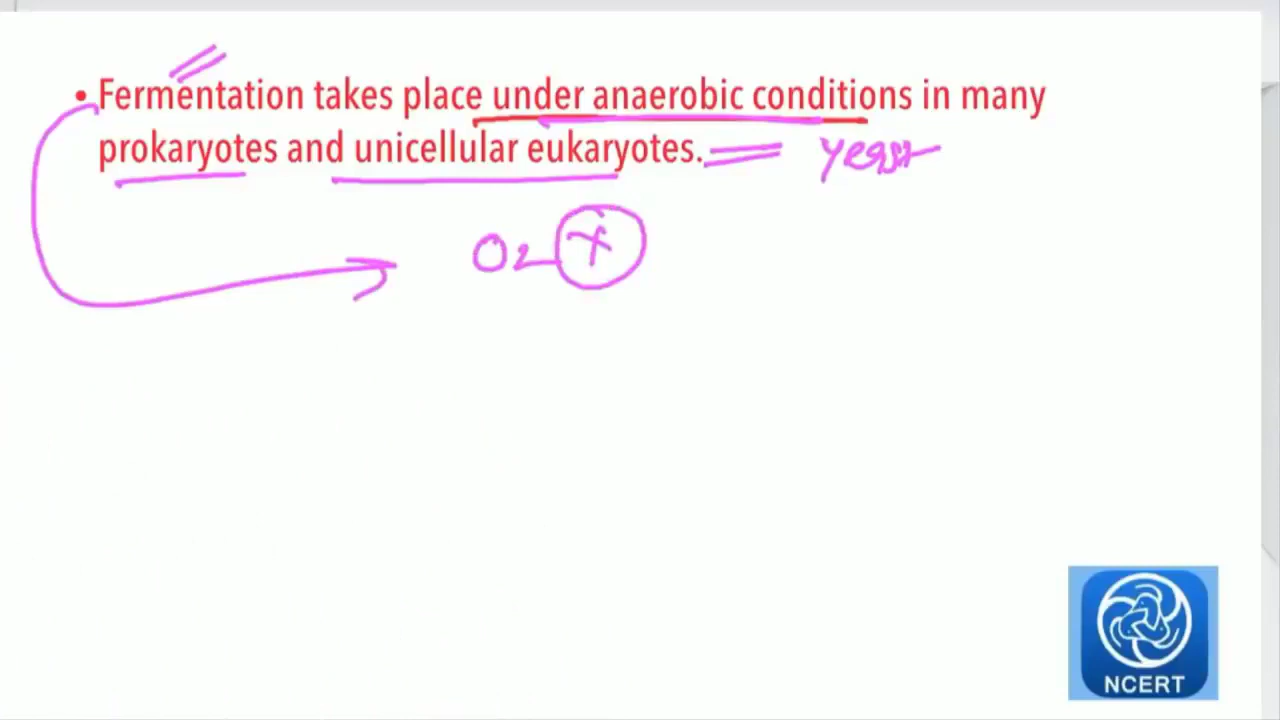 • Fermentation takes place under anaerobic conditions in many
prokaryotes and unicellular eukaryotes. yeast
O2 X
NCERT